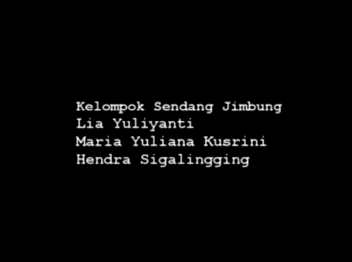 Kelompok Sendang Jimbung
Lia Yuliyanti
Maria Yuliana Kusrini
Hendra Sigalingging